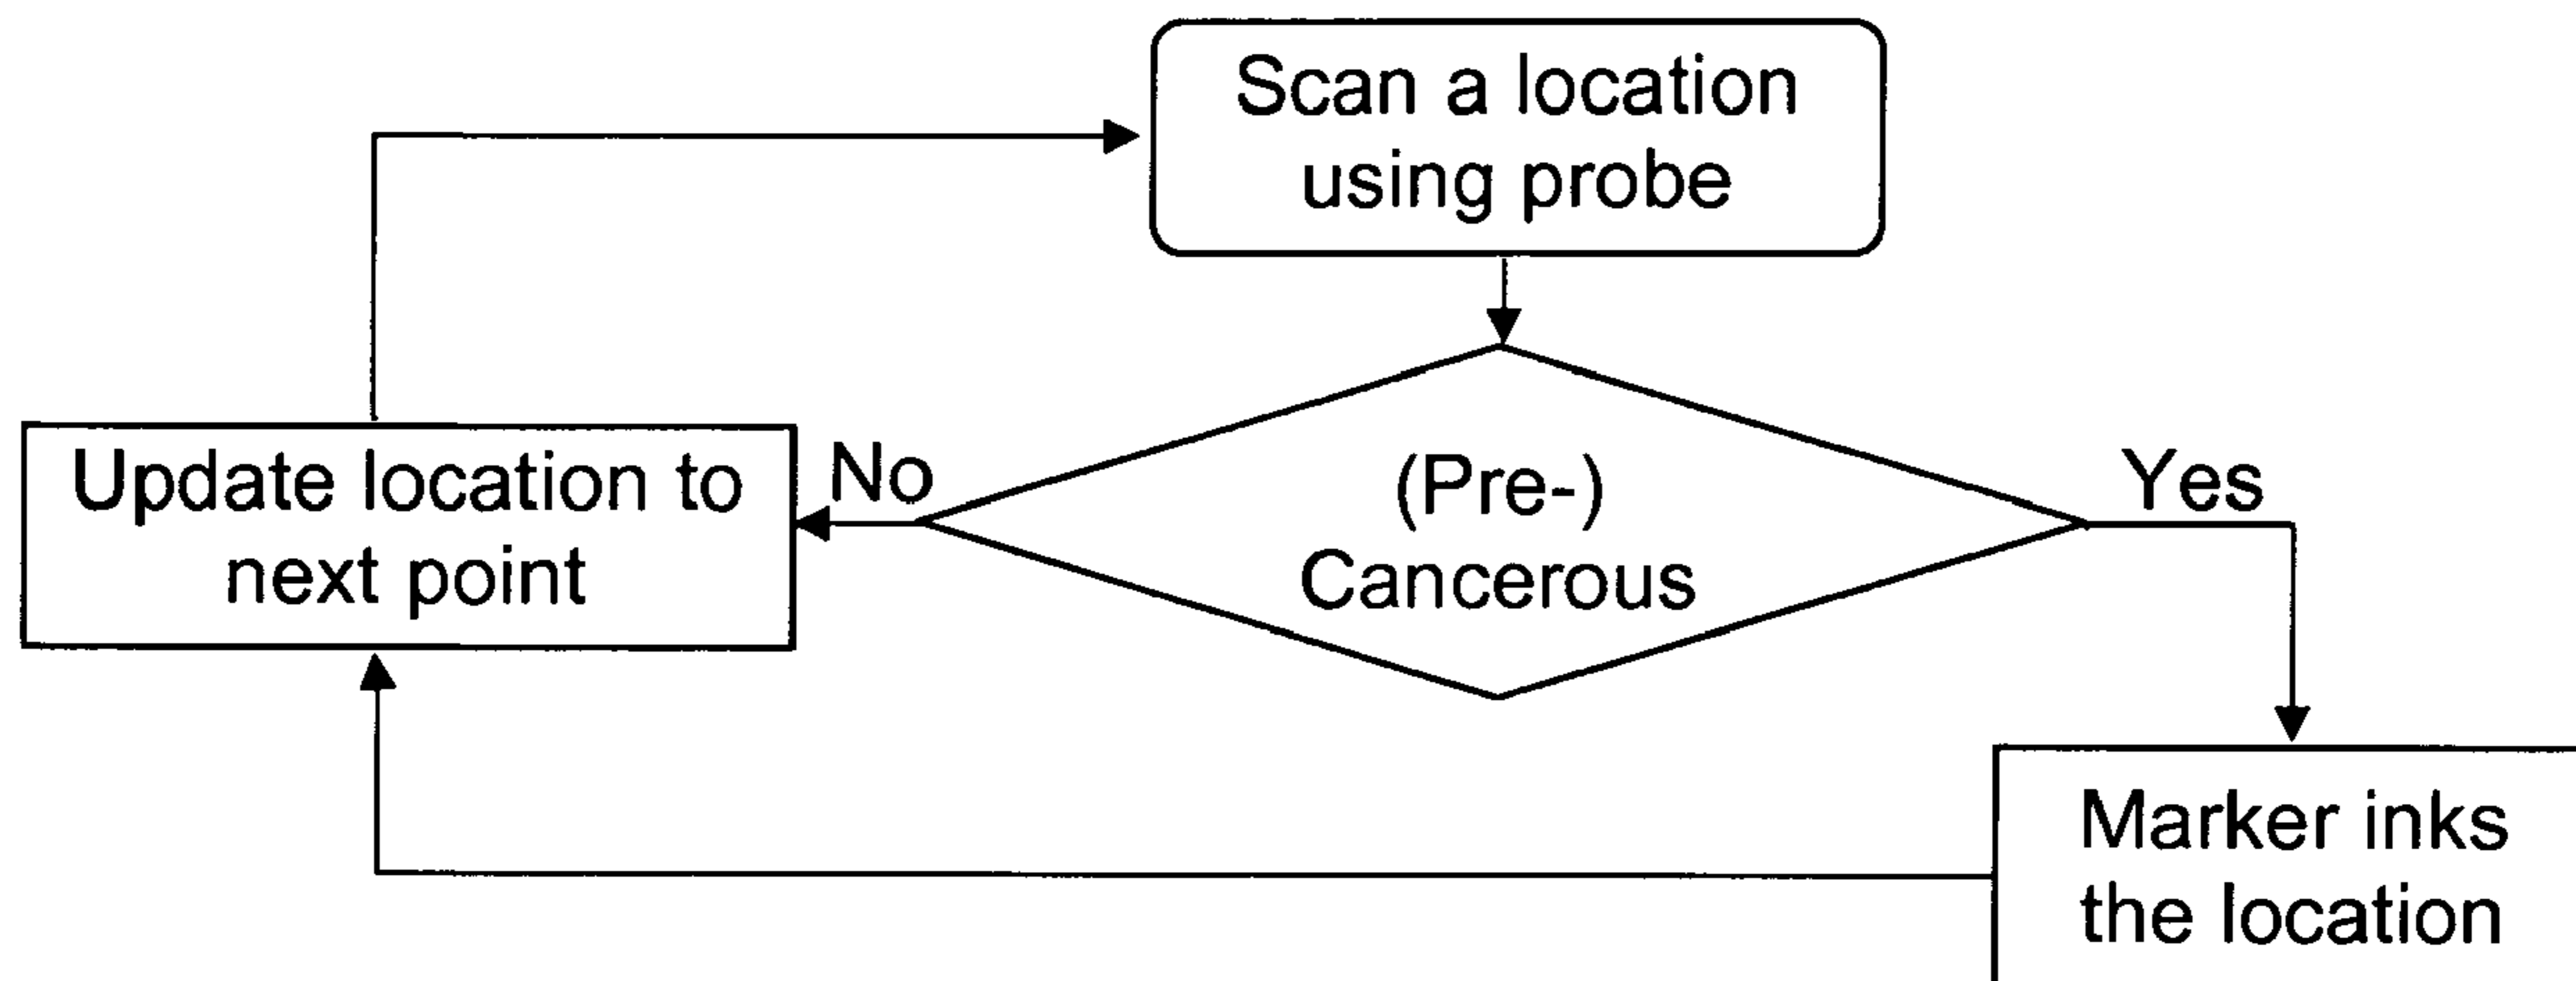 Scan a location
using probe
Update location to
next point
No
(Pre-)
Cancerous
Yes
Marker inks
the location